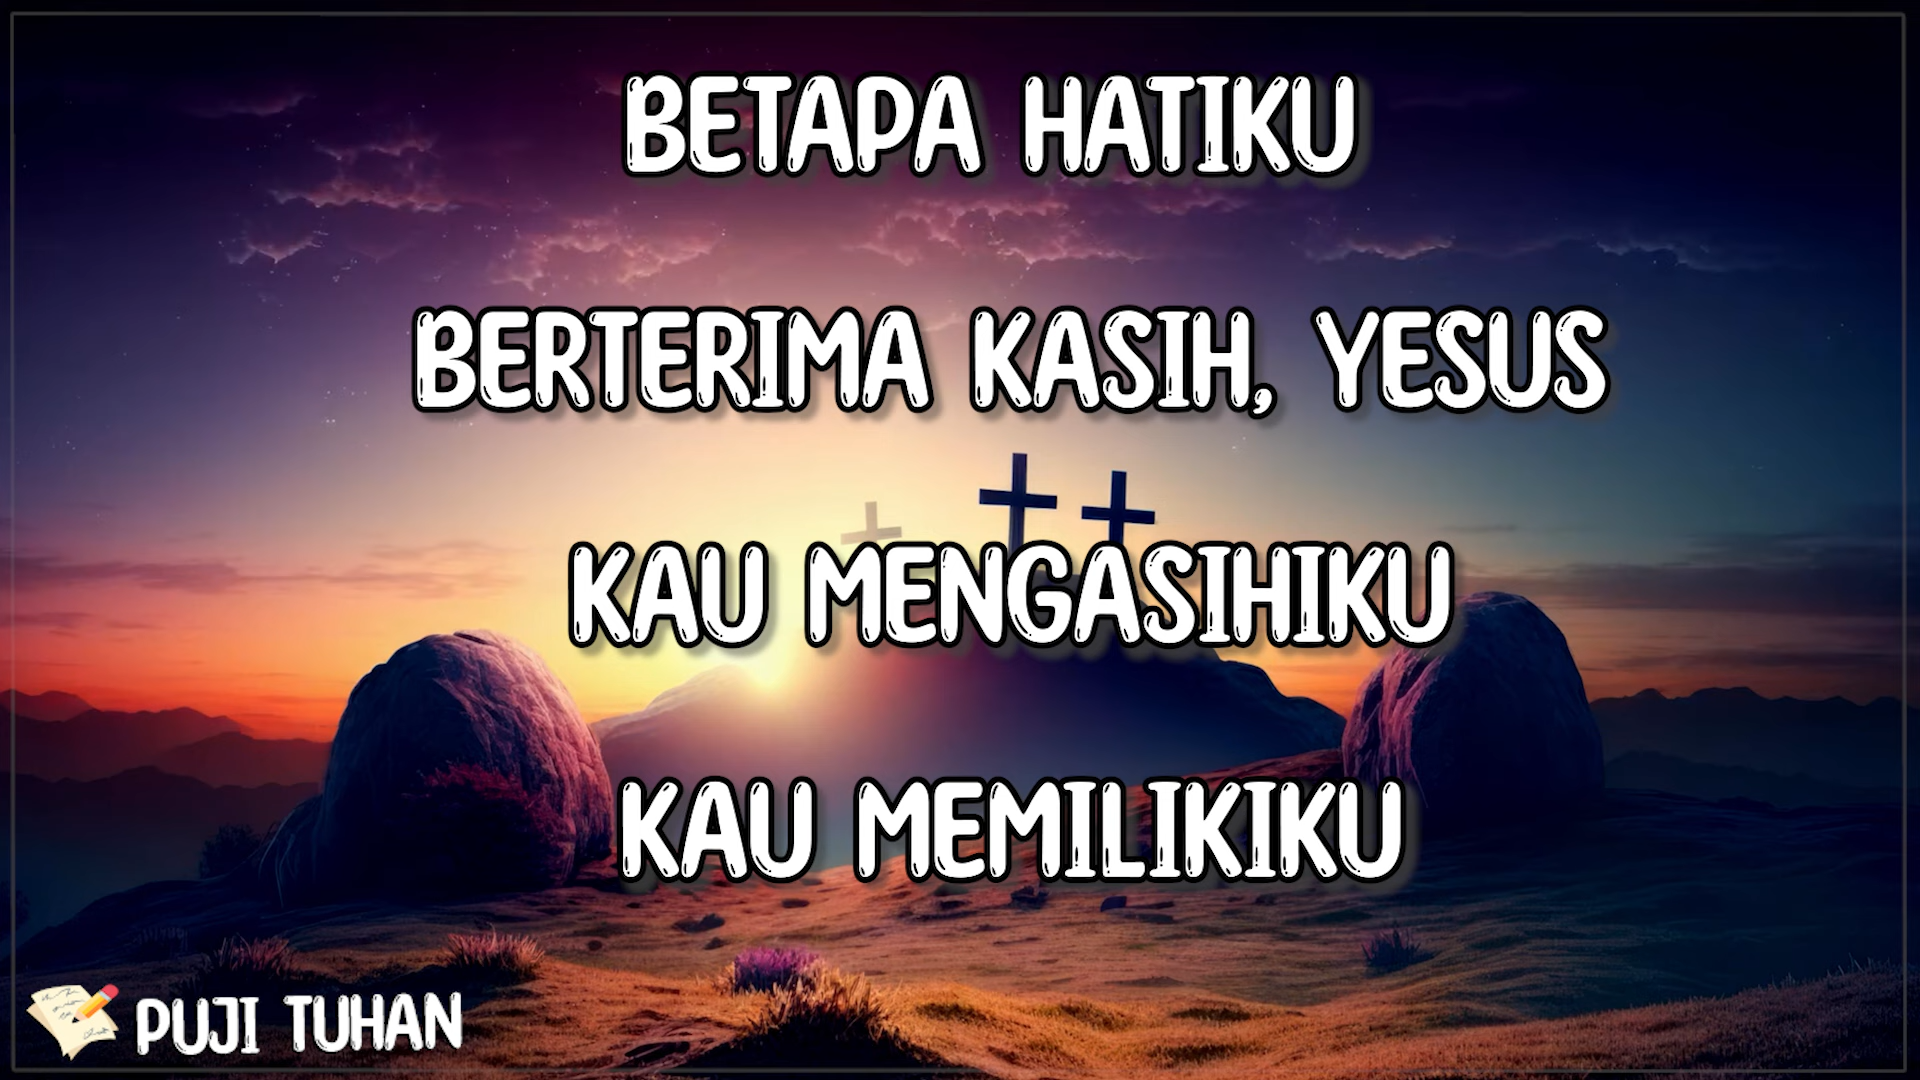 BETAPA HATIKU
BERTERIMA KASIH, YESUS
KAU MENGASIHIKU
KAU MEMILIKIKU
PUJI TUHAN